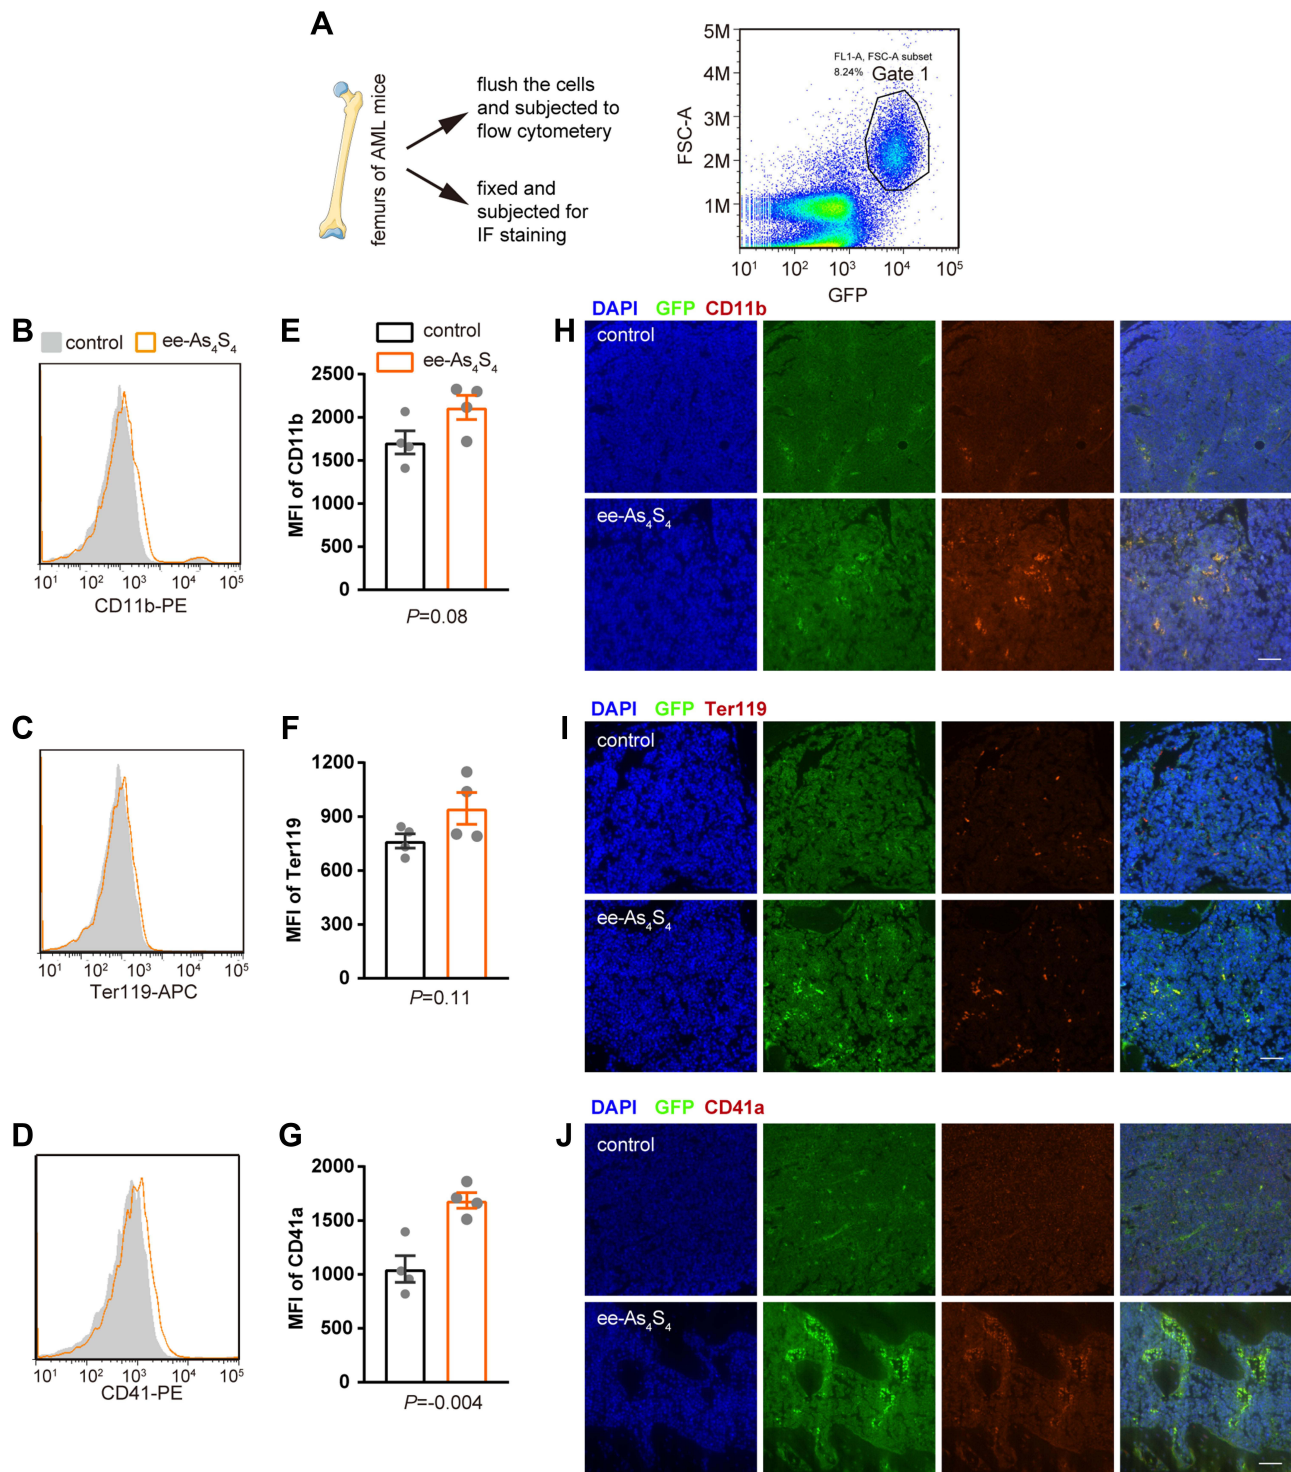 A
femurs of AML mice
flush the cells
and subjected to
flow cytometery
fixed and
subjected for
IF staining
5M
4M
3M
2M
1M
FSC-A
FL1-A, FSC-A subset
8.24% Gate 1
10¹ 10² 10³ 10⁴ 10⁵
GFP
B
control ee-As₄S₄
10¹ 10² 10³ 10⁴ 10⁵
CD11b-PE
E
control
ee-As₄S₄
2500
2000
1500
1000
500
0
MFI of CD11b
P=0.08
H
DAPI GFP CD11b
control
ee-As₄S₄
C
10¹ 10² 10³ 10⁴ 10⁵
Ter119-APC
F
1200
900
600
300
0
MFI of Ter119
P=0.11
I
DAPI GFP Ter119
control
ee-As₄S₄
D
10¹ 10² 10³ 10⁴ 10⁵
CD41-PE
G
2000
1500
1000
500
0
MFI of CD41a
P=-0.004
J
DAPI GFP CD41a
control
ee-As₄S₄